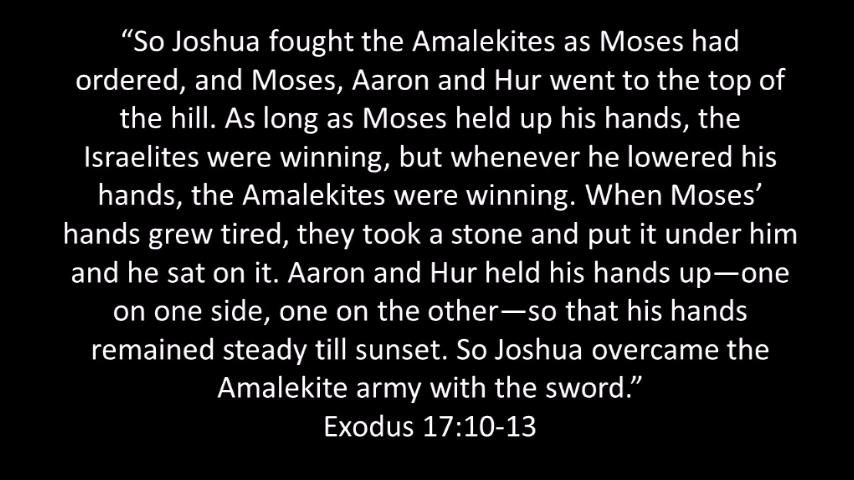 “So Joshua fought the Amalekites as Moses had
ordered, and Moses, Aaron and Hur went to the top of
the hill. As long as Moses held up his hands, the
Israelites were winning, but whenever he lowered his
hands, the Amalekites were winning. When Moses’
hands grew tired, they took a stone and put it under him
and he sat on it. Aaron and Hur held his hands up—one
on one side, one on the other—so that his hands
remained steady till sunset. So Joshua overcame the
Amalekite army with the sword.”
Exodus 17:10-13